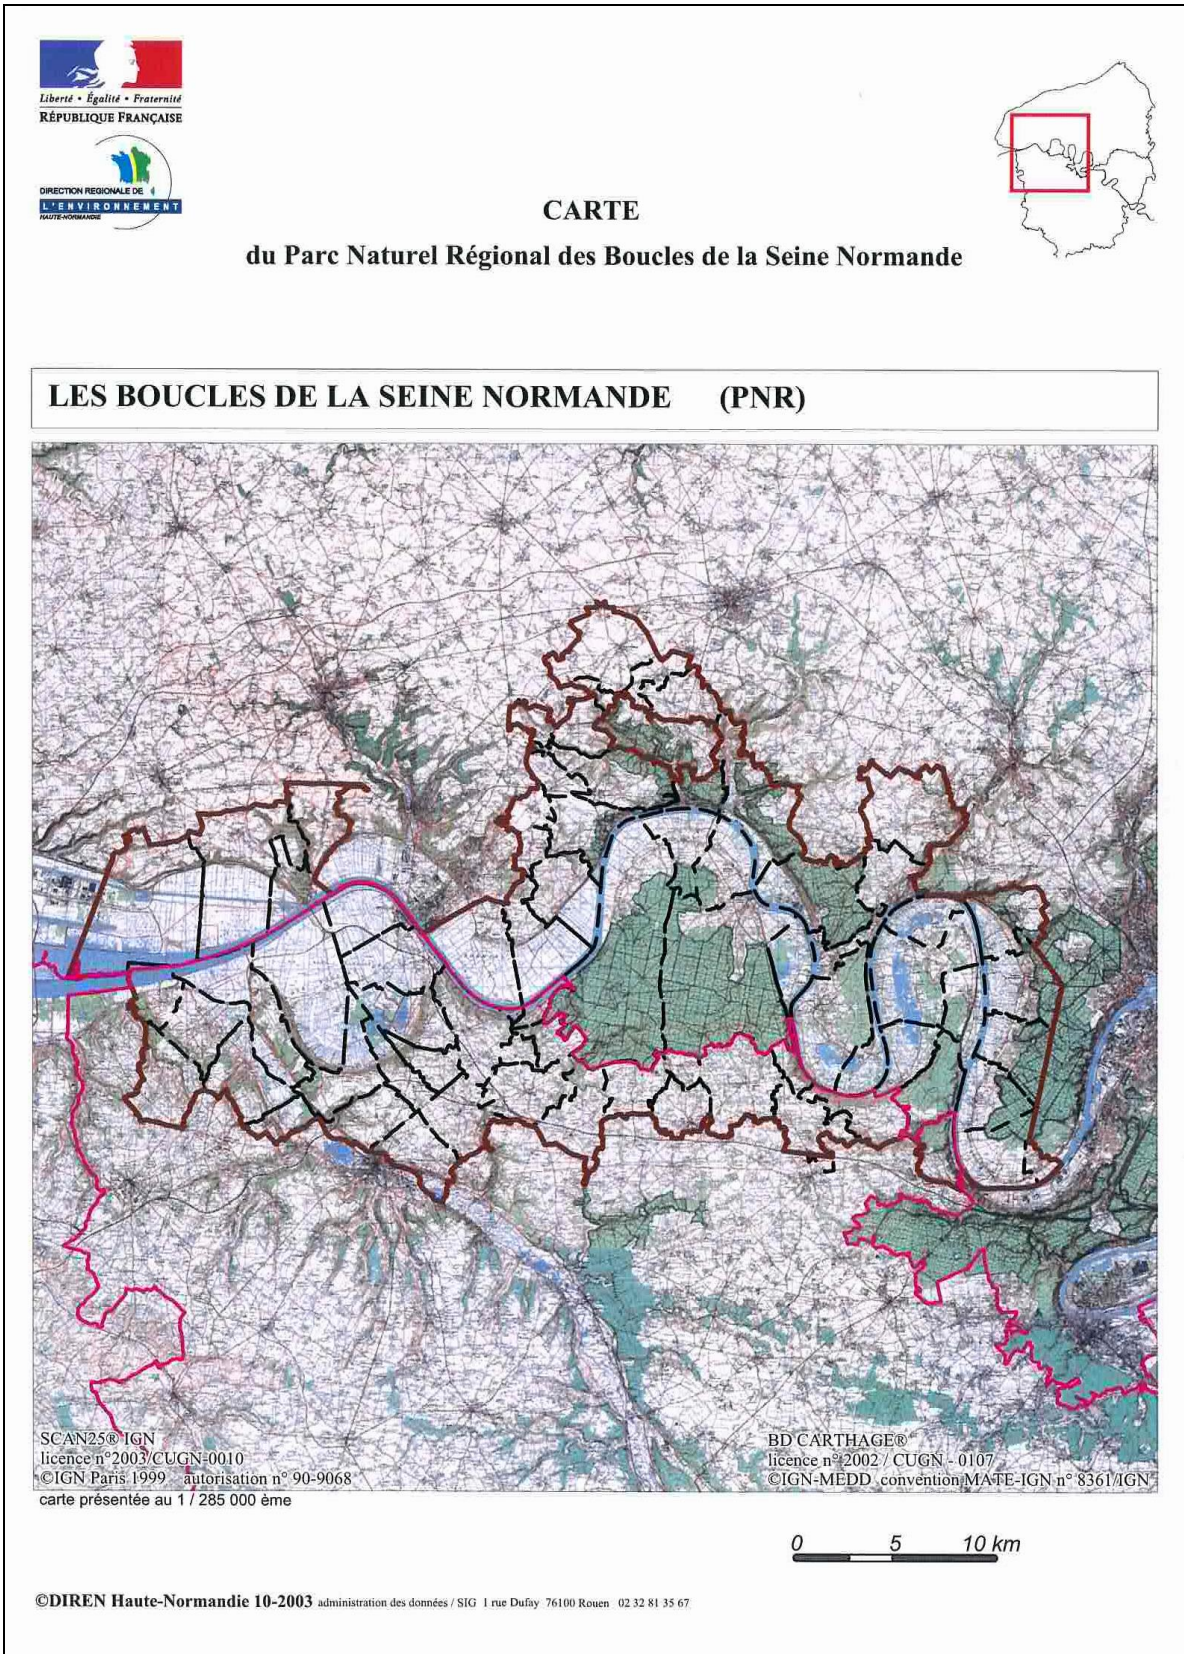 Liberté • Égalité • Fraternité
RÉPUBLIQUE FRANÇAISE
DIRECTION REGIONALE DE
L'ENVIRONNEMENT
HAUTE-NORMANDIE
CARTE
du Parc Naturel Régional des Boucles de la Seine Normande
LES BOUCLES DE LA SEINE NORMANDE (PNR)
SCAN25® IGN
licence n°2003/CUGN-0010
©IGN Paris 1999 autorisation n° 90-9068
BD CARTHAGE®
licence n° 2002 / CUGN - 0107
©IGN-MEDD convention MATE-IGN n° 8361/IGN
carte présentée au 1 / 285 000 ème
0 5 10 km
©DIREN Haute-Normandie 10-2003 administration des données / SIG 1 rue Dufay 76100 Rouen 02 32 81 35 67